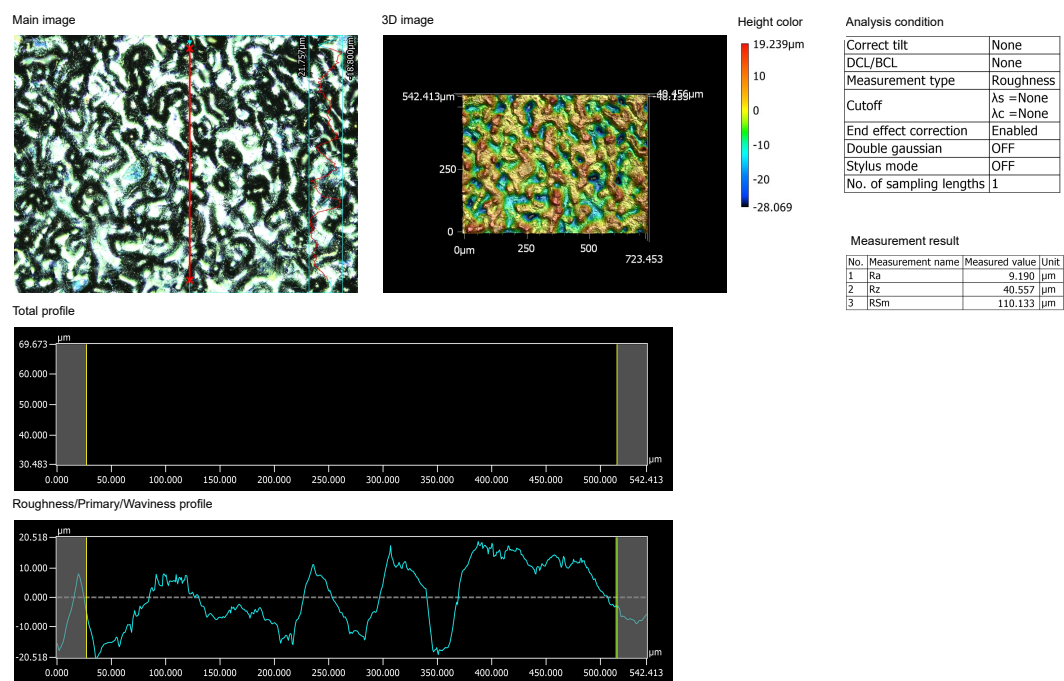 Main image
21.757µm
-18.800µm
3D image
542.413µm
250
0
0µm
250
500
723.453
Height color
19.239µm
10
0
-10
-20
-28.069
Analysis condition
Correct tilt None
DCL/BCL None
Measurement type Roughness
Cutoff λs =None
λc =None
End effect correction Enabled
Double gaussian OFF
Stylus mode OFF
No. of sampling lengths 1
Measurement result
No. Measurement name Measured value Unit
1 Ra 9.190 µm
2 Rz 40.557 µm
3 RSm 110.133 µm
Total profile
µm
69.673
60.000
50.000
40.000
30.483
µm
0.000 50.000 100.000 150.000 200.000 250.000 300.000 350.000 400.000 450.000 500.000 542.413
Roughness/Primary/Waviness profile
µm
20.518
10.000
0.000
-10.000
-20.518
µm
0.000 50.000 100.000 150.000 200.000 250.000 300.000 350.000 400.000 450.000 500.000 542.413